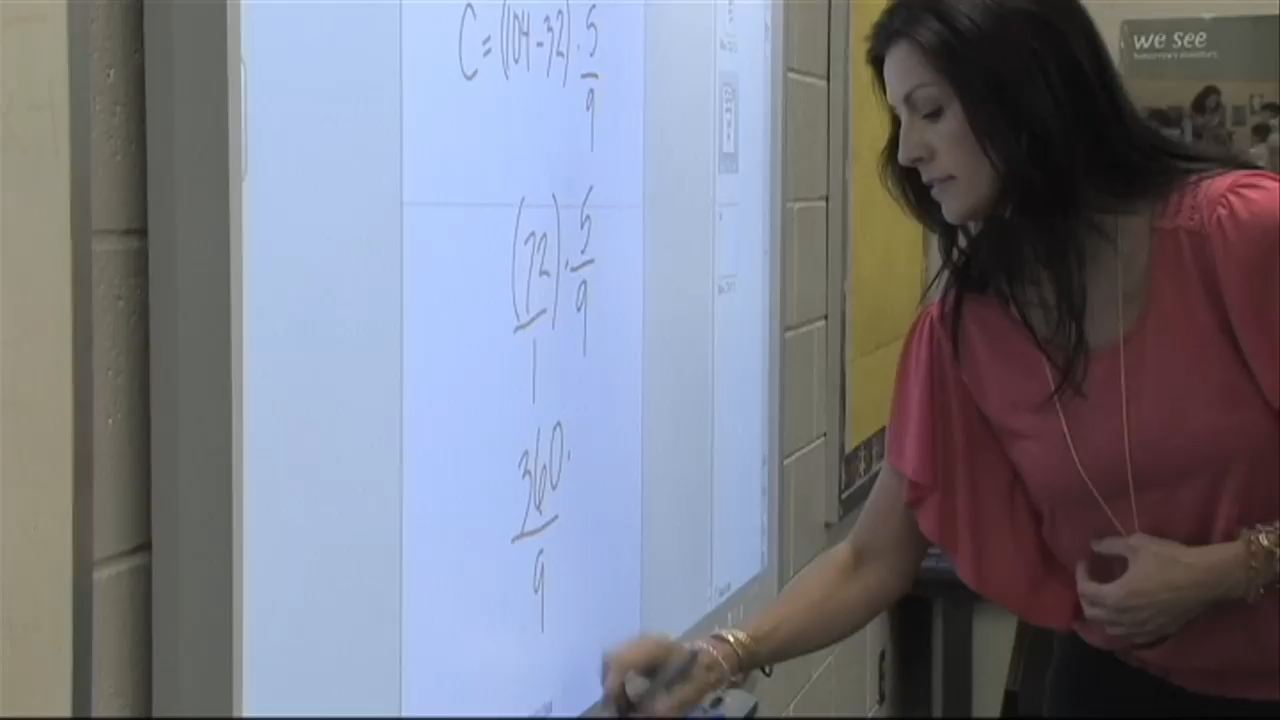 C = (104 - 32) · 5/9
(72)/1 · 5/9
360/9
we see